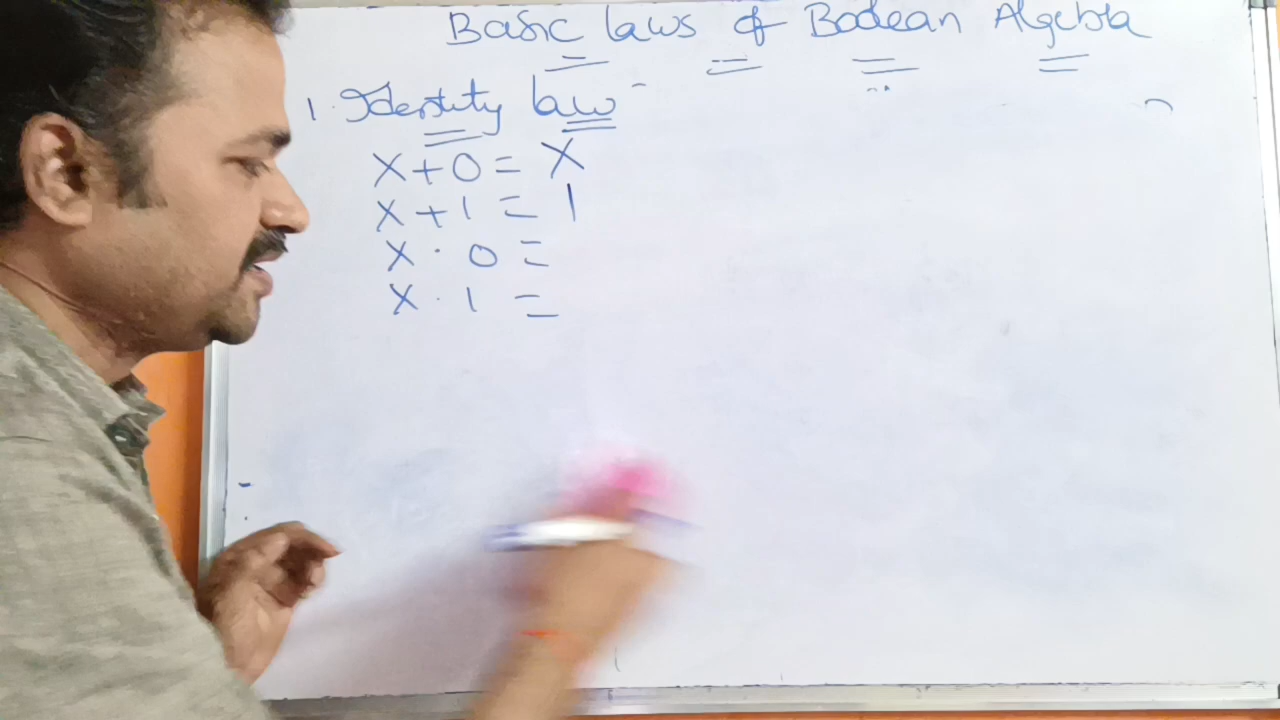 Basic laws of Boolean Algebra
1. Identity law
X + 0 = X
X + 1 = 1
X · 0 =
X · 1 =